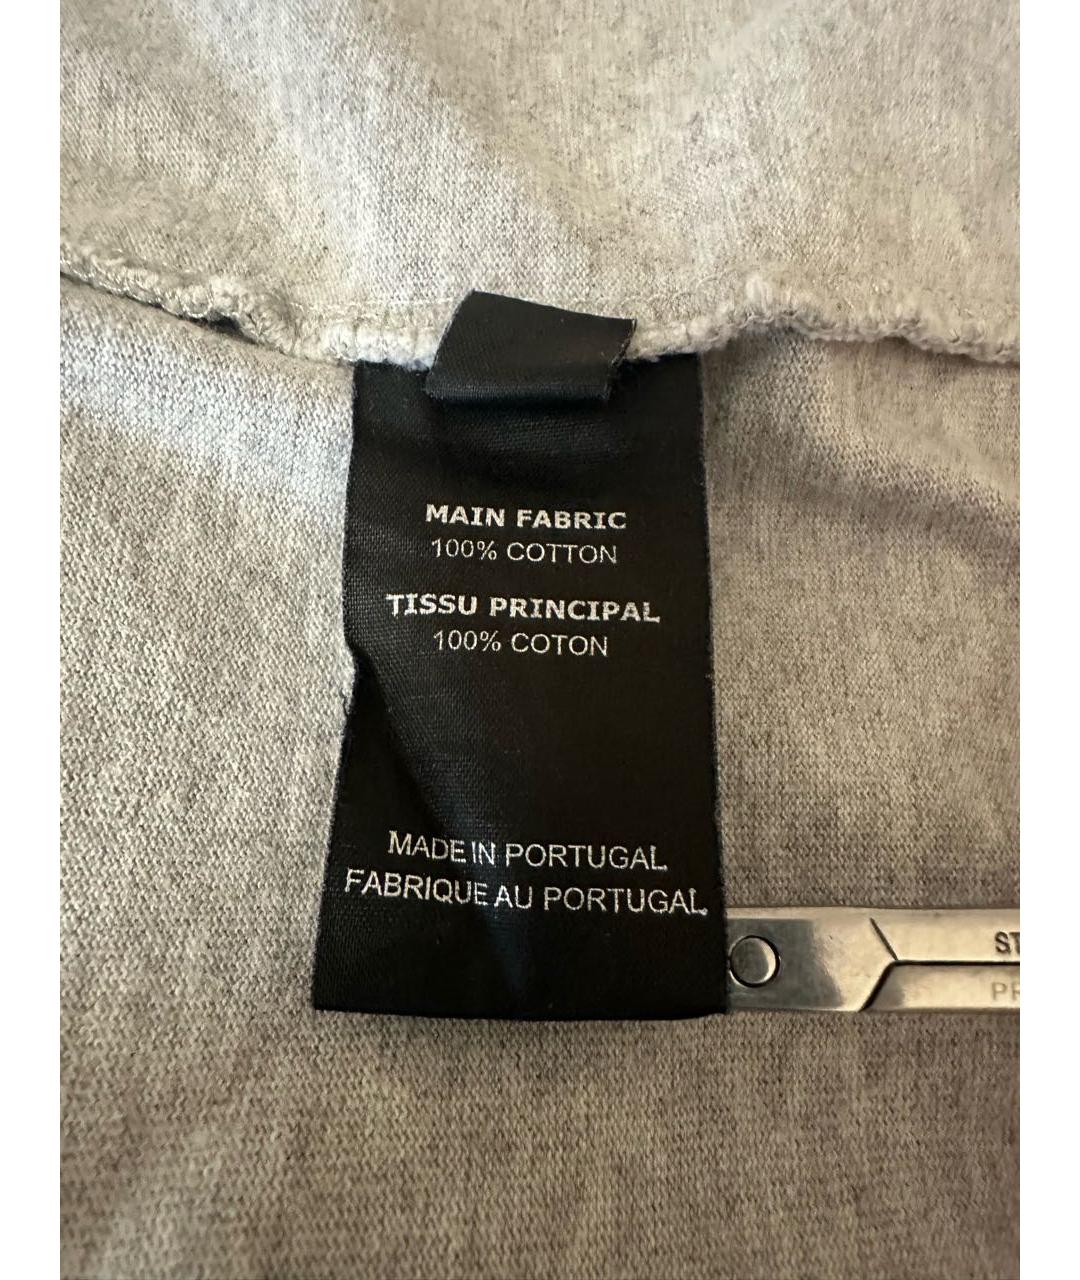 MAIN FABRIC
100% COTTON
TISSU PRINCIPAL
100% COTON
MADE IN PORTUGAL
FABRIQUE AU PORTUGAL